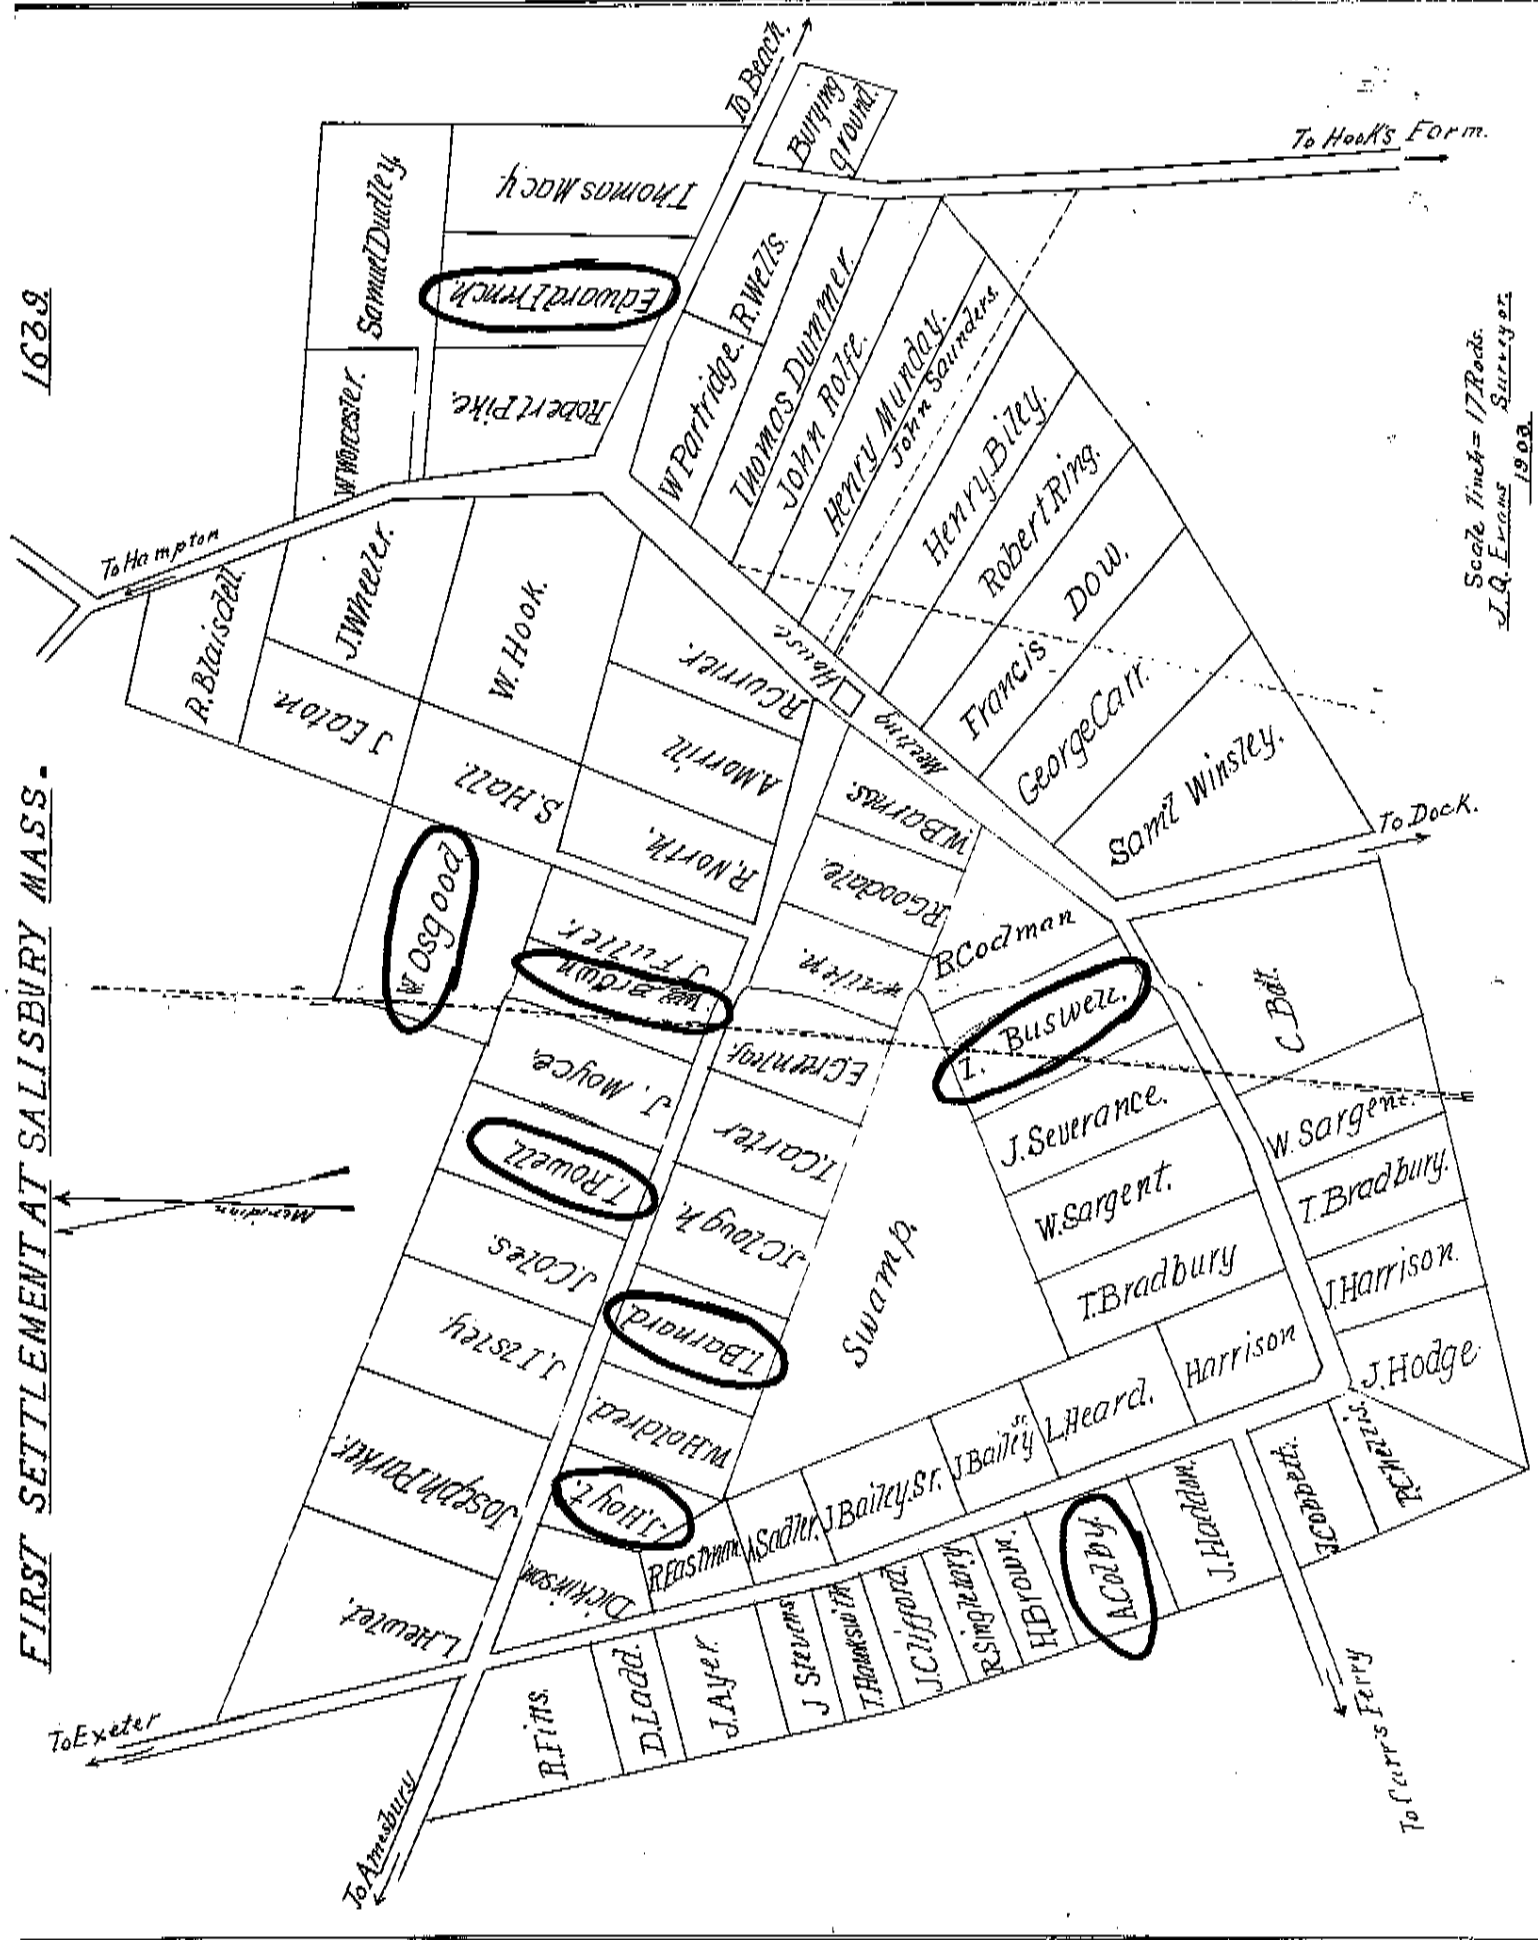 FIRST SETTLEMENT AT SALISBURY MASS.
1639.
To Beach.
Burying
ground.
To Hook's Farm.
To Hampton
Samuel Dudley.
Thomas Macy.
Edward French.
Robert Pike.
W Worcester.
R. Blaisdell.
J. Wheeler.
J. Eaton.
W. Hook.
S. Hall.
R. Currier.
A. Morrill
R. North.
W. Osgood
J. Fuller.
Wm Brown
J. Moyce.
T. Rowell
J. Coles.
J. Ilsley
Joseph Parker.
L. Hewlet.
Meridian
R. Wells.
W Partridge.
Thomas Dummer.
John Rolfe.
Henry Munday.
John Saunders.
Henry Biley.
Robert Ring.
Francis Dow.
George Carr.
Saml Winsley.
Meeting House.
To Dock.
W. Barnes.
R. Goodale.
W Allen.
E. Greenleaf.
T. Carter
J. Clough.
T. Barnard.
W. Holdred.
J. Hoyt.
Dickinson.
Swamp.
B. Codman
I. Buswell.
J. Severance.
W. Sargent.
T. Bradbury
Harrison
L. Heard.
J. Bailey sr.
J. Bailey. Sr.
A Sadler.
R Eastman.
C. Batt.
W. Sargent.
T. Bradbury.
J. Harrison.
J. Hodge
J. Haddon.
A. Colby.
H. Brown.
R. Singletary
J. Clifford.
T. Hauxswith
J Stevens
J. Ayer.
D. Ladd.
R. Fitts.
To Exeter
To Amesbury
To Carr's Ferry
Scale 1 inch = 17 Rods.
J. Q. Evans Surveyor.
1903.